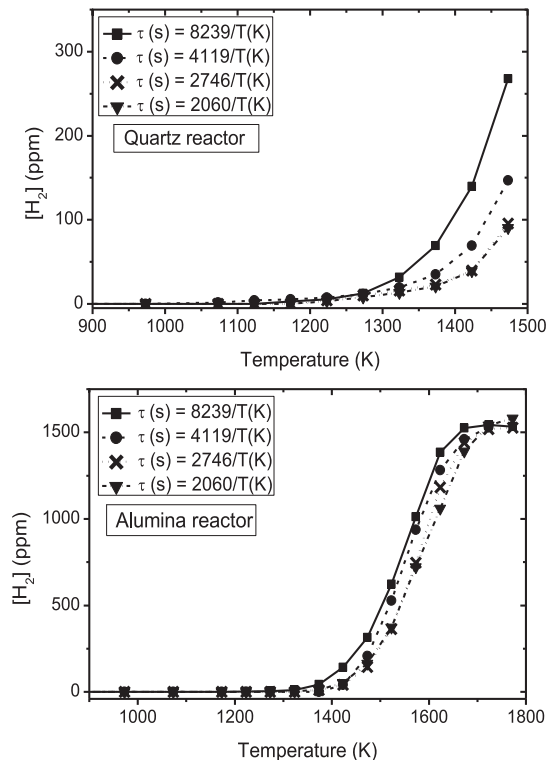 300
200
100
0
[H₂] (ppm)
τ (s) = 8239/T(K)
τ (s) = 4119/T(K)
τ (s) = 2746/T(K)
τ (s) = 2060/T(K)
Quartz reactor
900 1000 1100 1200 1300 1400 1500
Temperature (K)
1500
1000
500
0
[H₂] (ppm)
τ (s) = 8239/T(K)
τ (s) = 4119/T(K)
τ (s) = 2746/T(K)
τ (s) = 2060/T(K)
Alumina reactor
1000 1200 1400 1600 1800
Temperature (K)